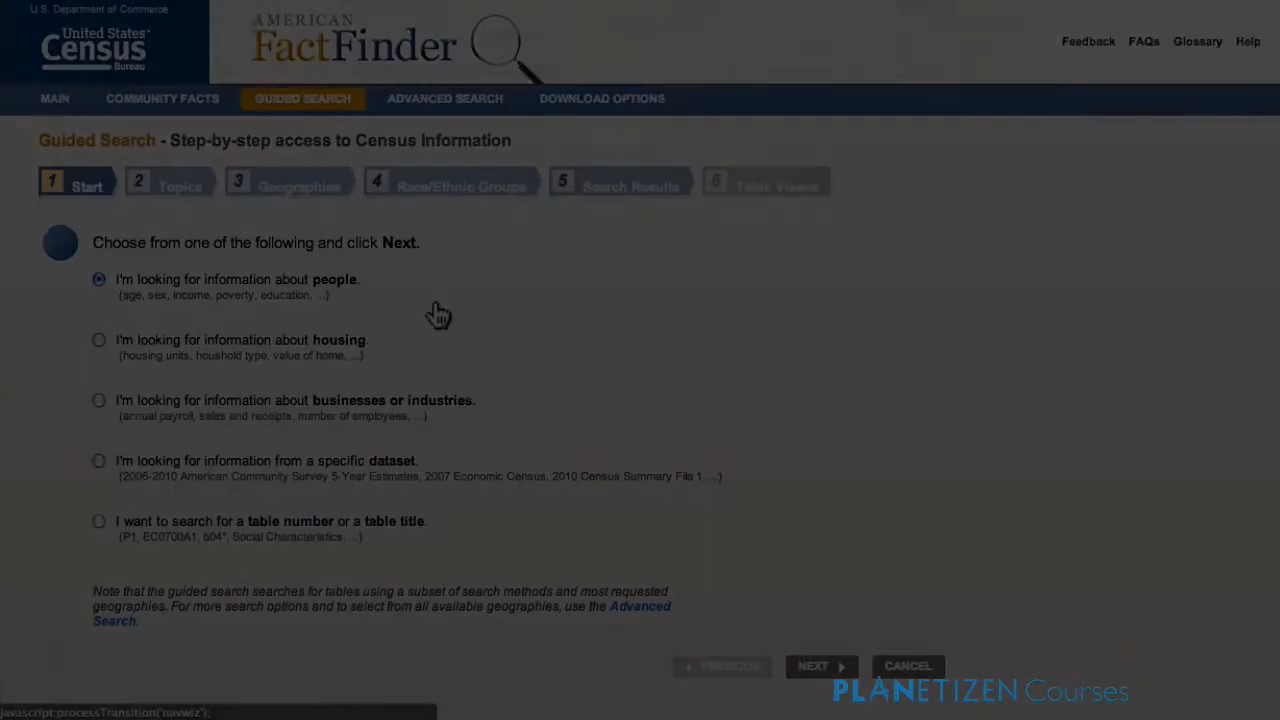 U.S. Department of Commerce
United States
Census
Bureau
AMERICAN
FactFinder
Feedback FAQs Glossary Help
MAIN COMMUNITY FACTS GUIDED SEARCH ADVANCED SEARCH DOWNLOAD OPTIONS
Guided Search - Step-by-step access to Census Information
1 Start 2 Topics 3 Geographies 4 Race/Ethnic Groups 5 Search Results 6 Table Viewer
Choose from one of the following and click Next.
I'm looking for information about people.
(age, sex, income, poverty, education, ...)
I'm looking for information about housing.
(housing units, houshold type, value of home, ...)
I'm looking for information about businesses or industries.
(annual payroll, sales and receipts, number of employees, ...)
I'm looking for information from a specific dataset.
(2006-2010 American Community Survey 5-Year Estimates, 2007 Economic Census, 2010 Census Summary File 1, ...)
I want to search for a table number or a table title.
(P1, EC0700A1, b04*, Social Characteristics, ...)
Note that the guided search searches for tables using a subset of search methods and most requested
geographies. For more search options and to select from all available geographies, use the Advanced
Search.
PREVIOUS NEXT CANCEL
PLANETIZEN Courses
javascript:processTransition('navwiz');